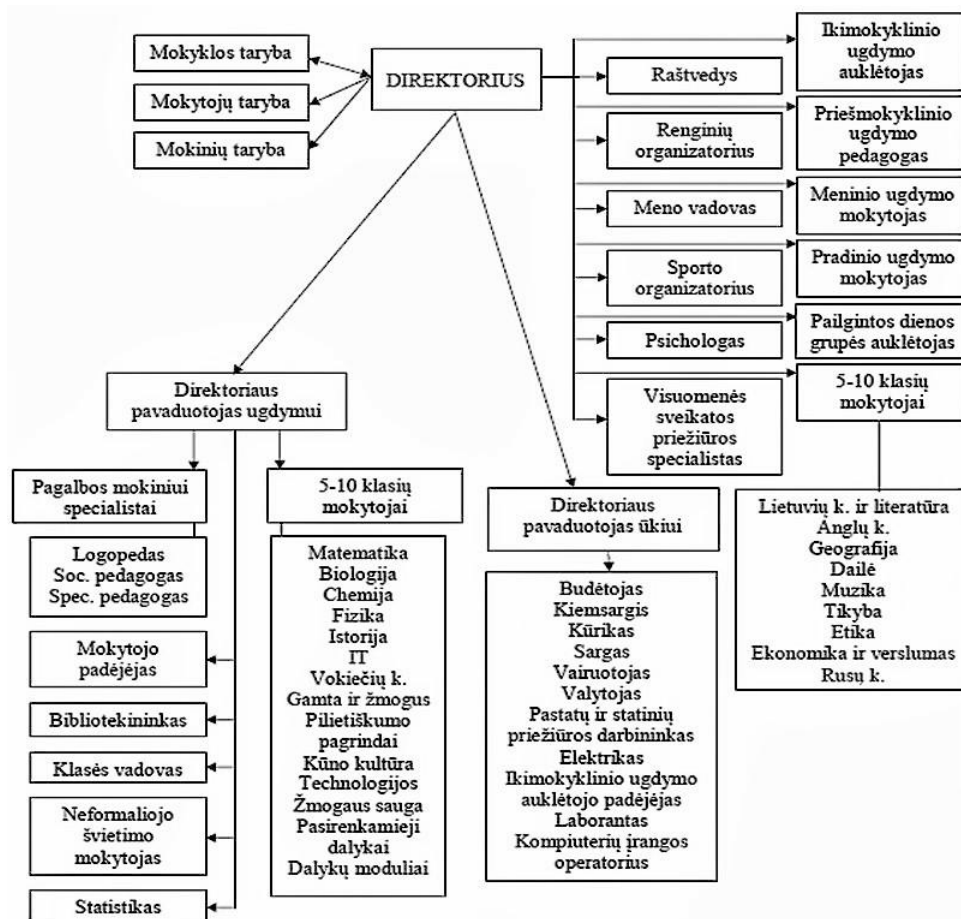 Mokyklos taryba
Mokytojų taryba
Mokinių taryba
DIREKTORIUS
Raštvedys
Renginių
organizatorius
Meno vadovas
Sporto
organizatorius
Psichologas
Visuomenės
sveikatos
priežiūros
specialistas
Ikimokyklinio
ugdymo
auklėtojas
Priešmokyklinio
ugdymo
pedagogas
Meninio ugdymo
mokytojas
Pradinio ugdymo
mokytojas
Pailgintos dienos
grupės auklėtojas
5-10 klasių
mokytojai
Lietuvių k. ir literatūra
Anglų k.
Geografija
Dailė
Muzika
Tikyba
Etika
Ekonomika ir verslumas
Rusų k.
Direktoriaus
pavaduotojas ugdymui
Pagalbos mokiniui
specialistai
Logopedas
Soc. pedagogas
Spec. pedagogas
Mokytojo
padėjėjas
Bibliotekininkas
Klasės vadovas
Neformaliojo
švietimo
mokytojas
Statistikas
5-10 klasių
mokytojai
Matematika
Biologija
Chemija
Fizika
Istorija
IT
Vokiečių k.
Gamta ir žmogus
Pilietiškumo
pagrindai
Kūno kultūra
Technologijos
Žmogaus sauga
Pasirenkamieji
dalykai
Dalykų moduliai
Direktoriaus
pavaduotojas ūkiui
Budėtojas
Kiemsargis
Kūrikas
Sargas
Vairuotojas
Valytojas
Pastatų ir statinių
priežiūros darbininkas
Elektrikas
Ikimokyklinio ugdymo
auklėtojo padėjėjas
Laborantas
Kompiuterių įrangos
operatorius